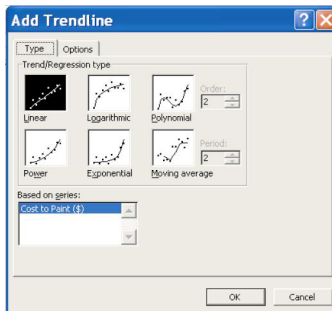 Add Trendline
Type Options
Trend/Regression type
Linear Logarithmic Polynomial Order: 2
Power Exponential Moving average Period: 2
Based on series:
Cost to Paint ($)
OK Cancel